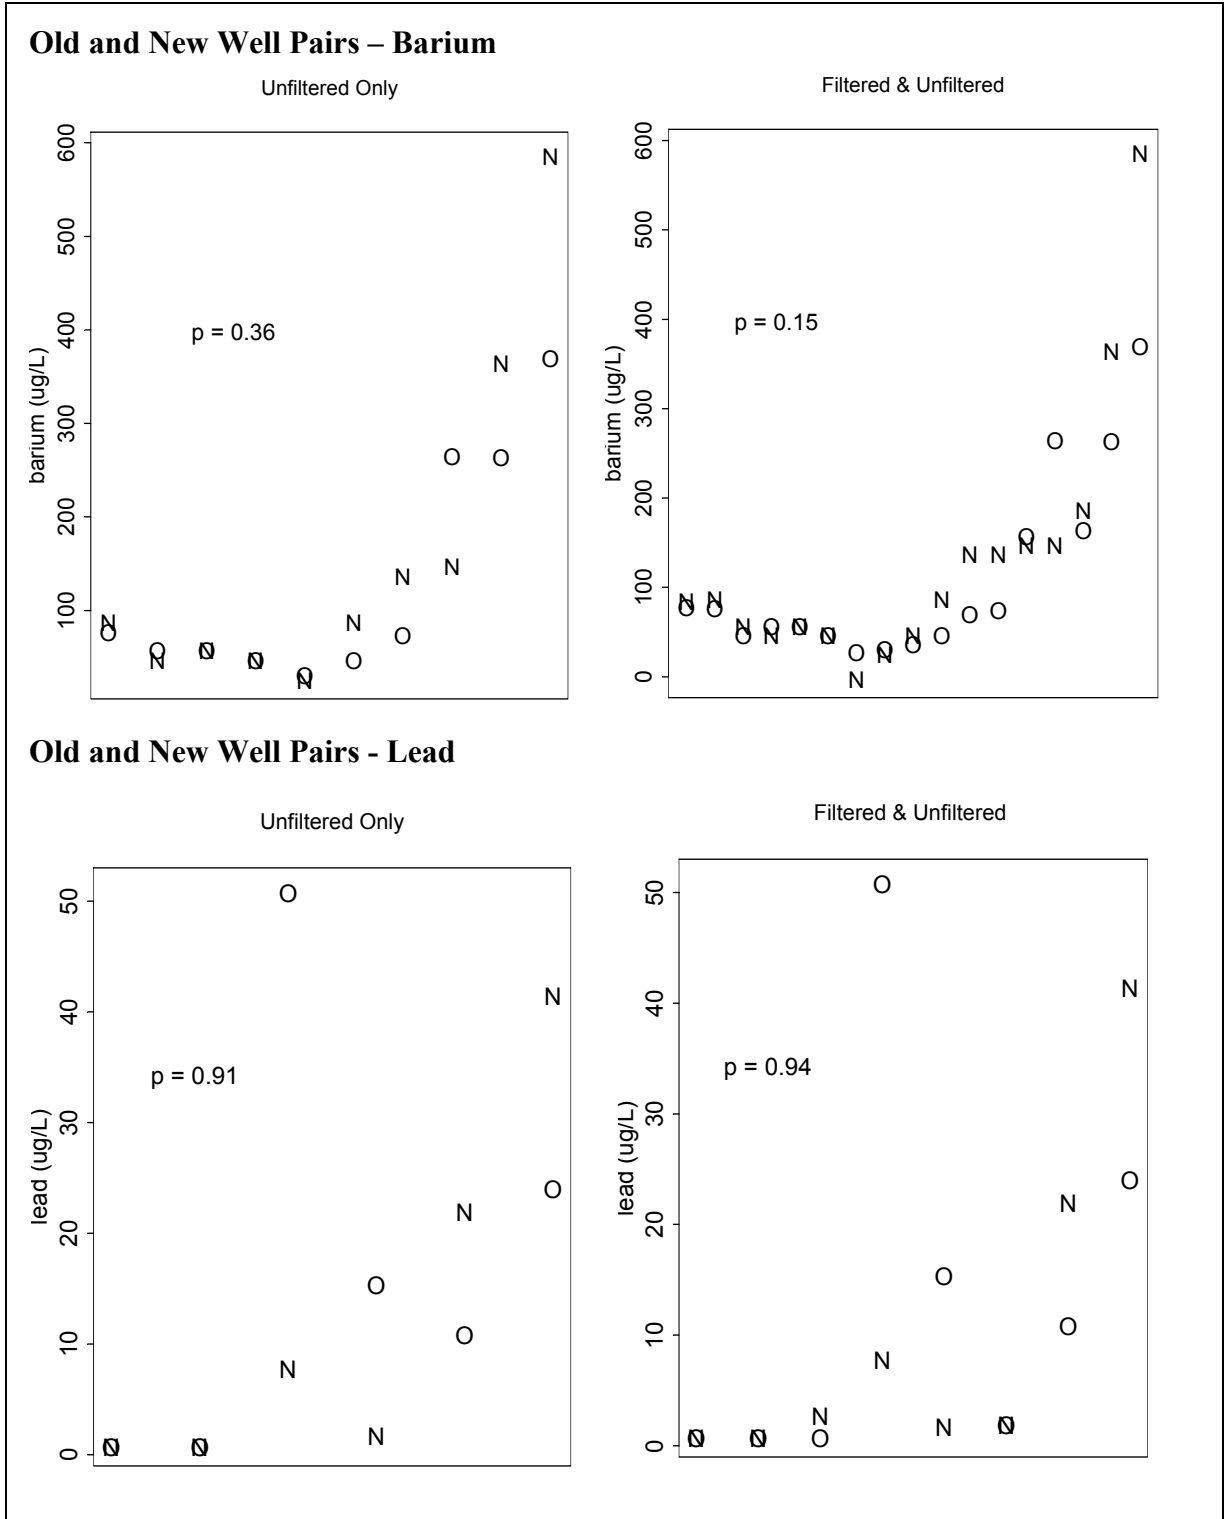 Old and New Well Pairs – Barium
Unfiltered Only
Filtered & Unfiltered
barium (ug/L)
600
500
400
300
200
100
p = 0.36
N O
O N
N O
N O
O N
N O
N O
O N
N O
N O
barium (ug/L)
600
500
400
300
200
100
0
p = 0.15
N O
N O
N O
O N
N O
N O
O N
O N
N O
N O
N O
N O
O N
O N
N O
N O
N O
Old and New Well Pairs - Lead
Unfiltered Only
Filtered & Unfiltered
lead (ug/L)
50
40
30
20
10
0
p = 0.91
N O
N O
O N
O N
N O
N O
lead (ug/L)
50
40
30
20
10
0
p = 0.94
N O
N O
N O
O N
O N
N O
N O
N O